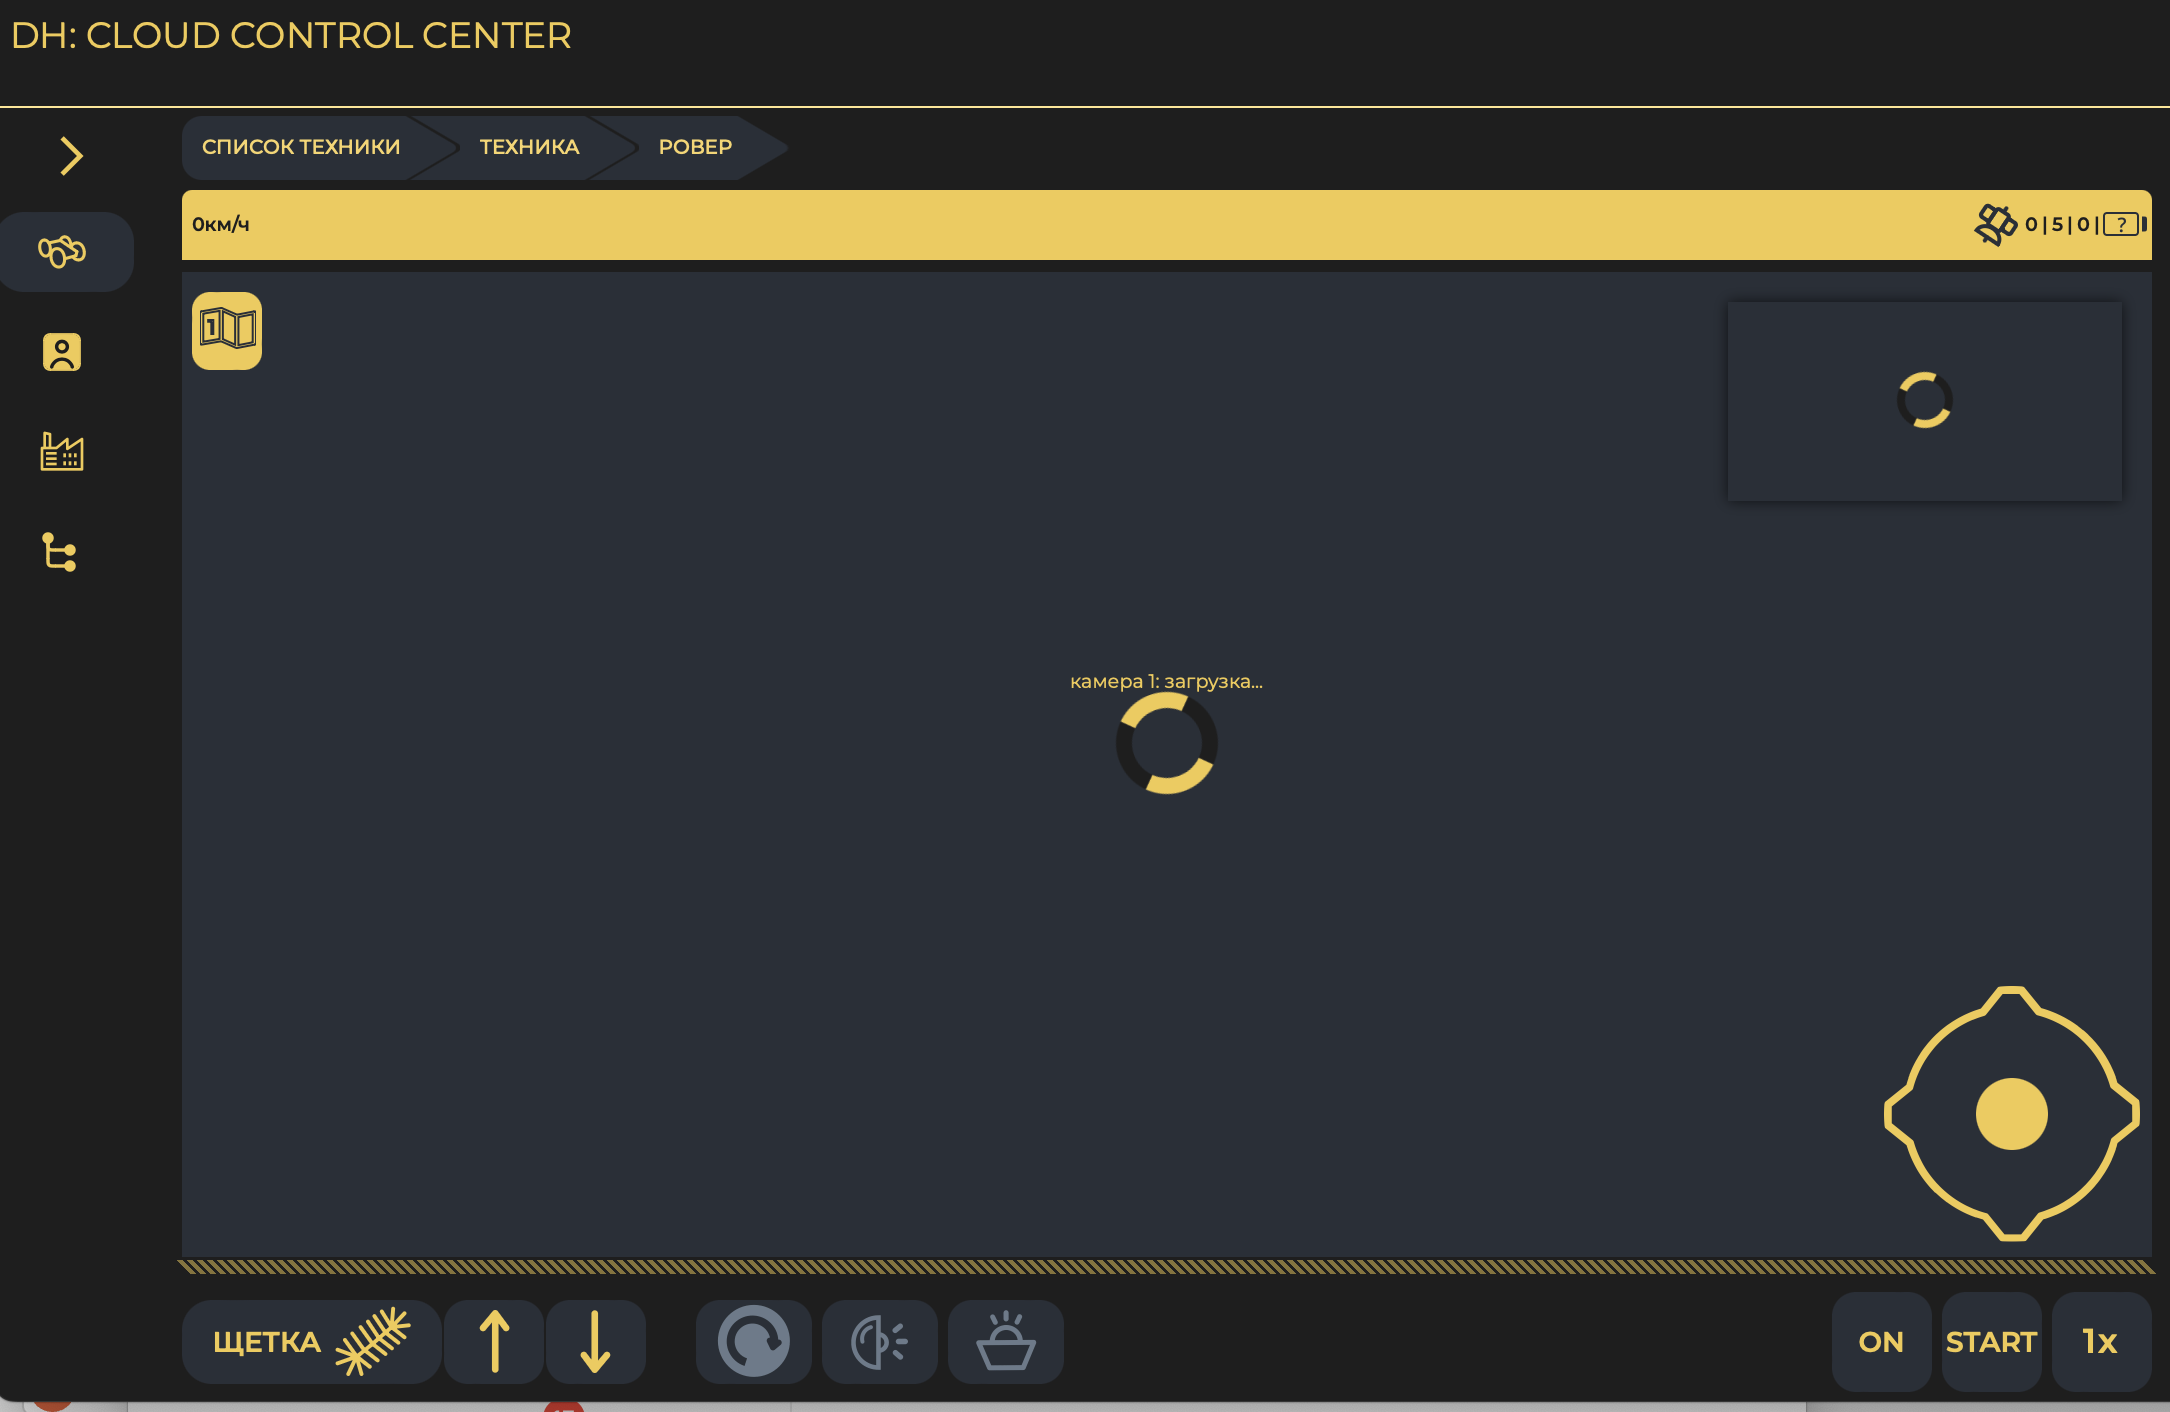 DH: CLOUD CONTROL CENTER
СПИСОК ТЕХНИКИ
ТЕХНИКА
РОВЕР
0км/ч
0 | 5 | 0 | ?
1
камера 1: загрузка...
ЩЕТКА
ON
START
1x